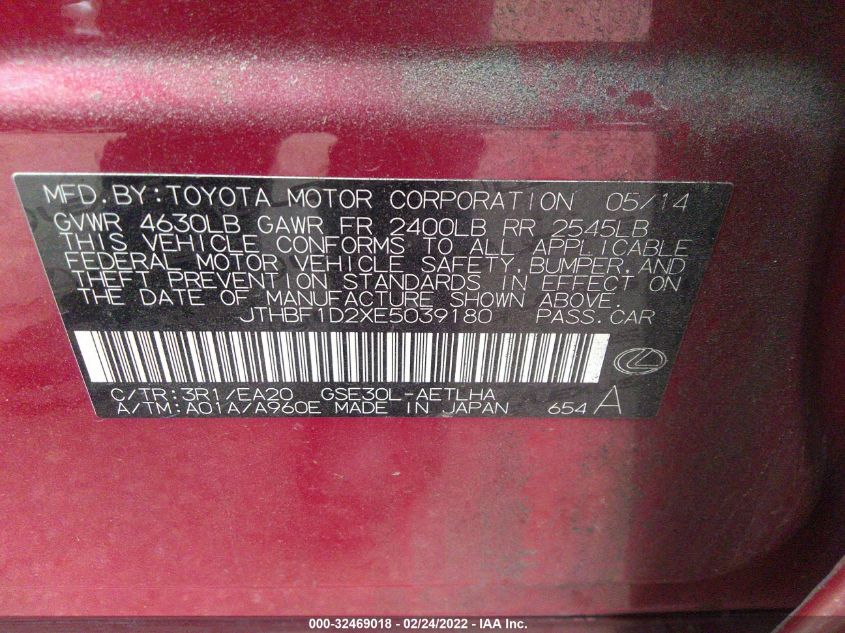 MFD. BY: TOYOTA MOTOR CORPORATION 05/14
GVWR 4630LB GAWR FR 2400LB RR 2545LB
THIS VEHICLE CONFORMS TO ALL APPLICABLE
FEDERAL MOTOR VEHICLE SAFETY, BUMPER, AND
THEFT PREVENTION STANDARDS IN EFFECT ON
THE DATE OF MANUFACTURE SHOWN ABOVE.
JTHBF1D2XE5039180 PASS. CAR
C/TR: 3R1/EA20 GSE30L-AETLHA
A/TM: A01A/A960E MADE IN JAPAN 654 A
000-32469018 - 02/24/2022 - IAA Inc.